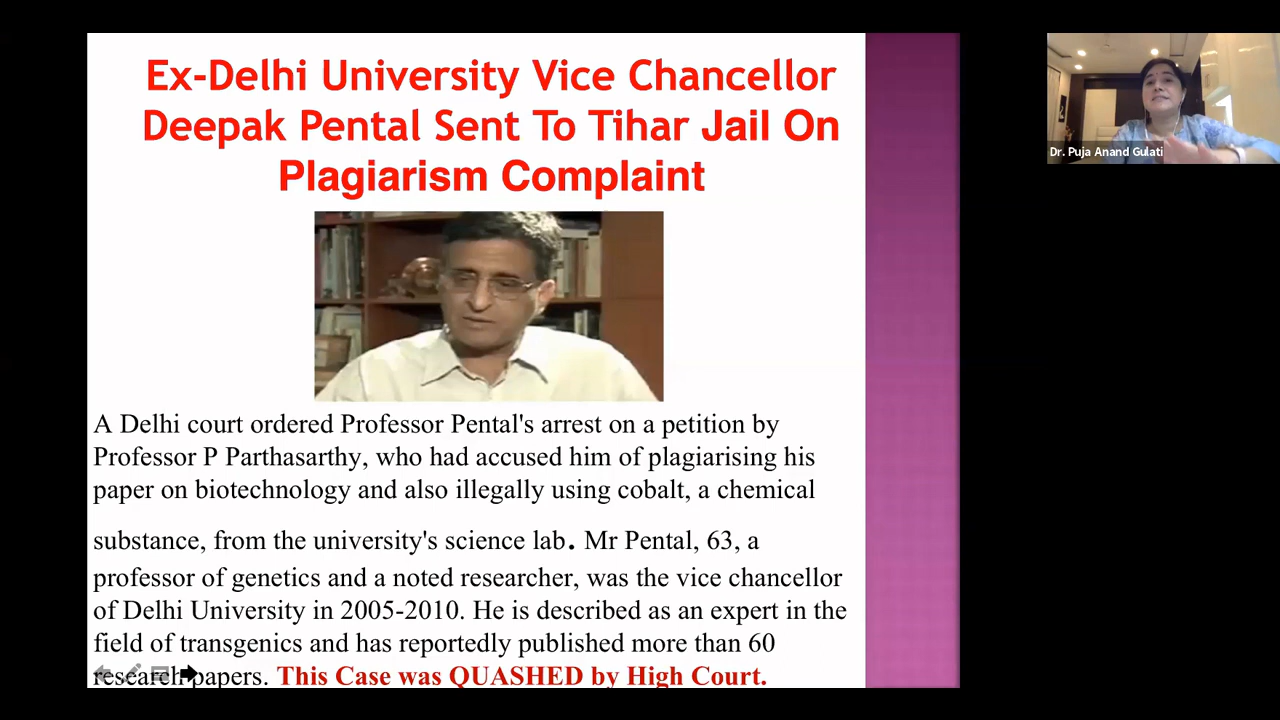 Ex-Delhi University Vice Chancellor
Deepak Pental Sent To Tihar Jail On
Plagiarism Complaint
Dr. Puja Anand Gulati
A Delhi court ordered Professor Pental's arrest on a petition by
Professor P Parthasarthy, who had accused him of plagiarising his
paper on biotechnology and also illegally using cobalt, a chemical
substance, from the university's science lab. Mr Pental, 63, a
professor of genetics and a noted researcher, was the vice chancellor
of Delhi University in 2005-2010. He is described as an expert in the
field of transgenics and has reportedly published more than 60
research papers. This Case was QUASHED by High Court.